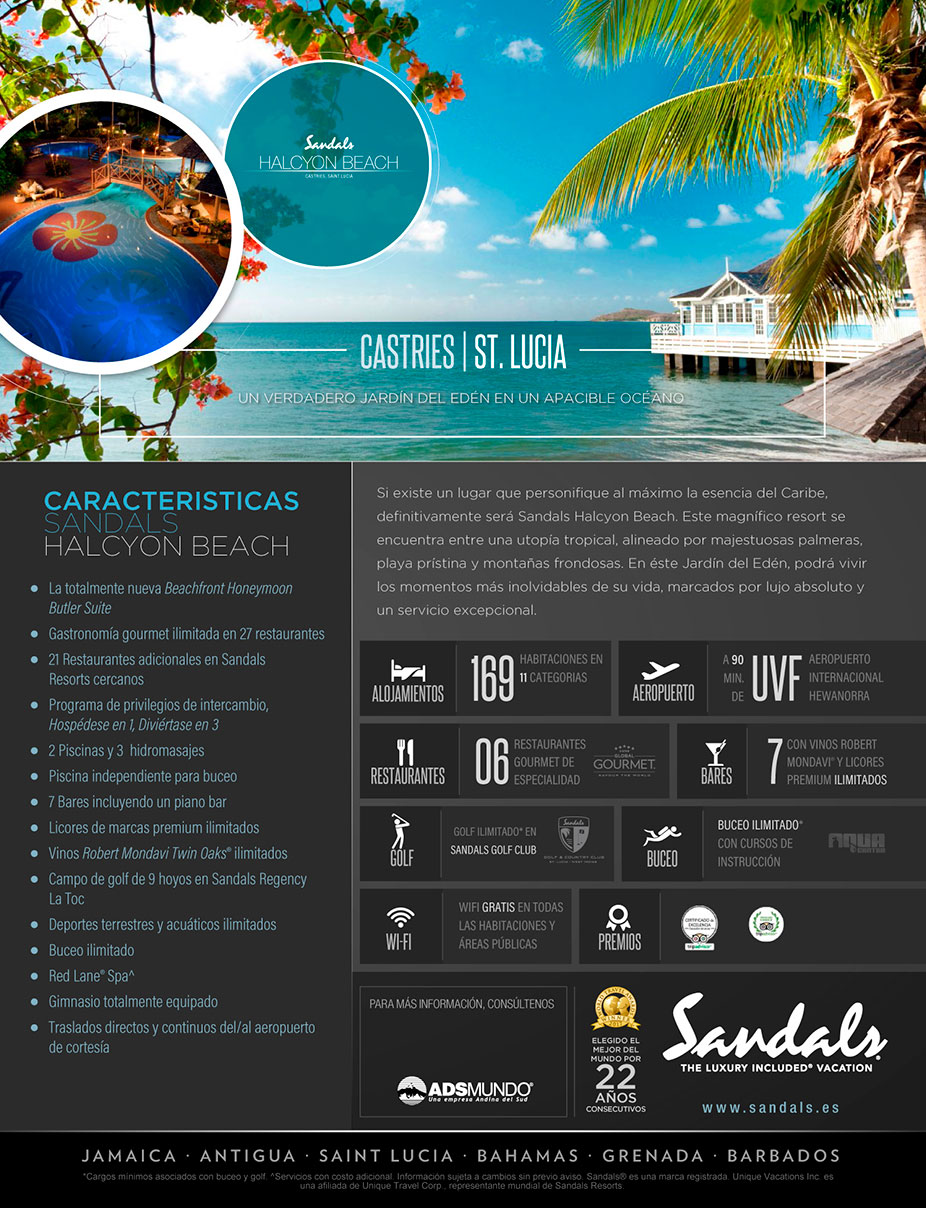 Sandals
HALCYON BEACH
CASTRIES, SAINT LUCIA
CASTRIES | ST. LUCIA
UN VERDADERO JARDÍN DEL EDÉN EN UN APACIBLE OCÉANO
CARACTERISTICAS
SANDALS
HALCYON BEACH
● La totalmente nueva Beachfront Honeymoon
Butler Suite
● Gastronomía gourmet ilimitada en 27 restaurantes
● 21 Restaurantes adicionales en Sandals
Resorts cercanos
● Programa de privilegios de intercambio,
Hospédese en 1, Diviértase en 3
● 2 Piscinas y 3 hidromasajes
● Piscina independiente para buceo
● 7 Bares incluyendo un piano bar
● Licores de marcas premium ilimitados
● Vinos Robert Mondavi Twin Oaks® ilimitados
● Campo de golf de 9 hoyos en Sandals Regency
La Toc
● Deportes terrestres y acuáticos ilimitados
● Buceo ilimitado
● Red Lane® Spa^
● Gimnasio totalmente equipado
● Traslados directos y continuos del/al aeropuerto
de cortesía
Si existe un lugar que personifique al máximo la esencia del Caribe,
definitivamente será Sandals Halcyon Beach. Este magnífico resort se
encuentra entre una utopía tropical, alineado por majestuosas palmeras,
playa prístina y montañas frondosas. En éste Jardín del Edén, podrá vivir
los momentos más inolvidables de su vida, marcados por lujo absoluto y
un servicio excepcional.
ALOJAMIENTOS
169
HABITACIONES EN
11 CATEGORIAS
AEROPUERTO
A 90
MIN.
DE
UVF
AEROPUERTO
INTERNACIONAL
HEWANORRA
RESTAURANTES
06
RESTAURANTES
GOURMET DE
ESPECIALIDAD
GLOBAL
GOURMET
SAVOUR THE WORLD
BARES
7
CON VINOS ROBERT
MONDAVI® Y LICORES
PREMIUM ILIMITADOS
GOLF
GOLF ILIMITADO* EN
SANDALS GOLF CLUB
Sandals
GOLF & COUNTRY CLUB
BUCEO
BUCEO ILIMITADO*
CON CURSOS DE
INSTRUCCIÓN
AQUA
CENTER
WI-FI
WIFI GRATIS EN TODAS
LAS HABITACIONES Y
ÁREAS PÚBLICAS
PREMIOS
CERTIFICADO de
EXCELENCIA
tripadvisor
tripadvisor
PARA MÁS INFORMACIÓN, CONSÚLTENOS
ADSMUNDO®
Una empresa Andina del Sud
WORLD TRAVEL AWARDS
WINNER
2017
ELEGIDO EL
MEJOR DEL
MUNDO POR
22
AÑOS
CONSECUTIVOS
Sandals®
THE LUXURY INCLUDED® VACATION
www.sandals.es
JAMAICA · ANTIGUA · SAINT LUCIA · BAHAMAS · GRENADA · BARBADOS
*Cargos mínimos asociados con buceo y golf. ^Servicios con costo adicional. Información sujeta a cambios sin previo aviso. Sandals® es una marca registrada. Unique Vacations Inc. es
una afiliada de Unique Travel Corp., representante mundial de Sandals Resorts.